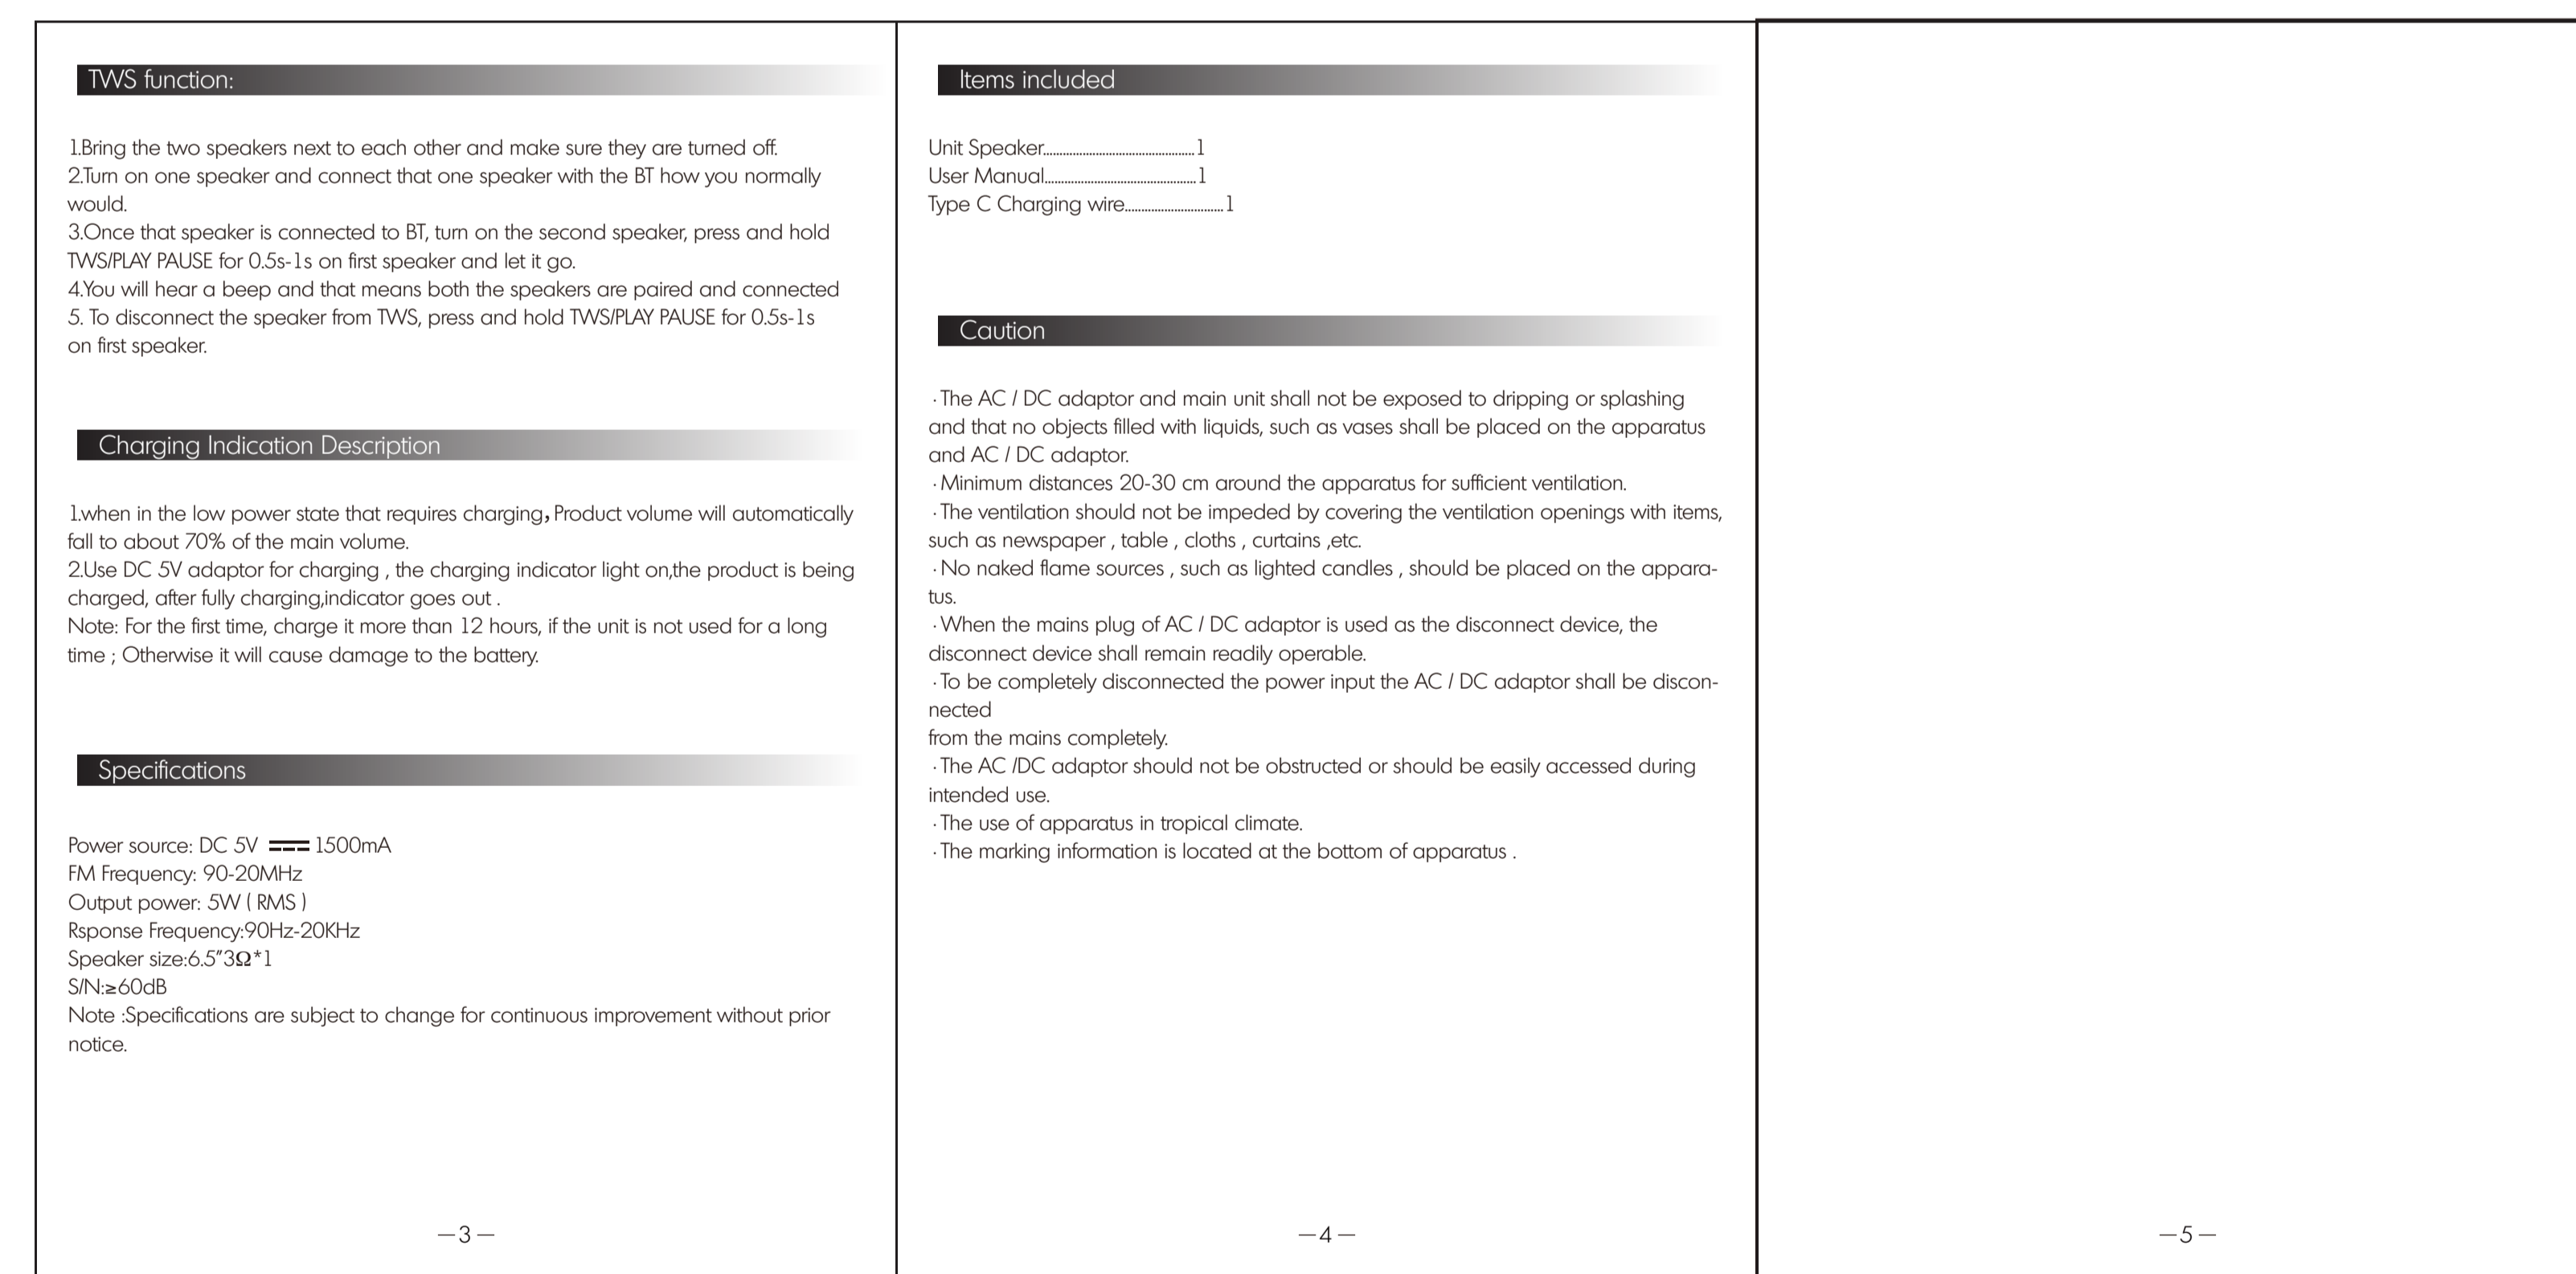 TWS function:
1.Bring the two speakers next to each other and make sure they are turned off.
2.Turn on one speaker and connect that one speaker with the BT how you normally
would.
3.Once that speaker is connected to BT, turn on the second speaker, press and hold
TWS/PLAY PAUSE for 0.5s-1s on first speaker and let it go.
4.You will hear a beep and that means both the speakers are paired and connected
5. To disconnect the speaker from TWS, press and hold TWS/PLAY PAUSE for 0.5s-1s
on first speaker.
Charging Indication Description
1.when in the low power state that requires charging, Product volume will automatically
fall to about 70% of the main volume.
2.Use DC 5V adaptor for charging , the charging indicator light on,the product is being
charged, after fully charging,indicator goes out .
Note: For the first time, charge it more than 12 hours, if the unit is not used for a long
time ; Otherwise it will cause damage to the battery.
Specifications
Power source: DC 5V ⎓ 1500mA
FM Frequency: 90-20MHz
Output power: 5W ( RMS )
Rsponse Frequency:90Hz-20KHz
Speaker size:6.5"3Ω*1
S/N:≥60dB
Note :Specifications are subject to change for continuous improvement without prior
notice.
—3—
Items included
Unit Speaker..............................................1
User Manual..............................................1
Type C Charging wire..............................1
Caution
·The AC / DC adaptor and main unit shall not be exposed to dripping or splashing
and that no objects filled with liquids, such as vases shall be placed on the apparatus
and AC / DC adaptor.
·Minimum distances 20-30 cm around the apparatus for sufficient ventilation.
·The ventilation should not be impeded by covering the ventilation openings with items,
such as newspaper , table , cloths , curtains ,etc.
·No naked flame sources , such as lighted candles , should be placed on the appara-
tus.
·When the mains plug of AC / DC adaptor is used as the disconnect device, the
disconnect device shall remain readily operable.
·To be completely disconnected the power input the AC / DC adaptor shall be discon-
nected
from the mains completely.
·The AC /DC adaptor should not be obstructed or should be easily accessed during
intended use.
·The use of apparatus in tropical climate.
·The marking information is located at the bottom of apparatus .
—4—
—5—